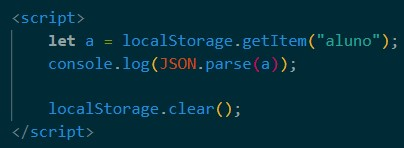 <script>
let a = localStorage.getItem("aluno");
console.log(JSON.parse(a));
localStorage.clear();
</script>